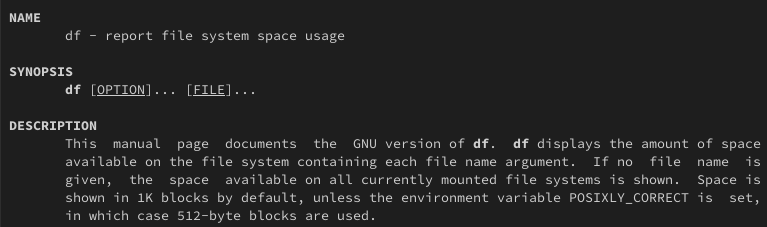 NAME
df - report file system space usage
SYNOPSIS
df [OPTION]... [FILE]...
DESCRIPTION
This manual page documents the GNU version of df. df displays the amount of space
available on the file system containing each file name argument. If no file name is
given, the space available on all currently mounted file systems is shown. Space is
shown in 1K blocks by default, unless the environment variable POSIXLY_CORRECT is set,
in which case 512-byte blocks are used.